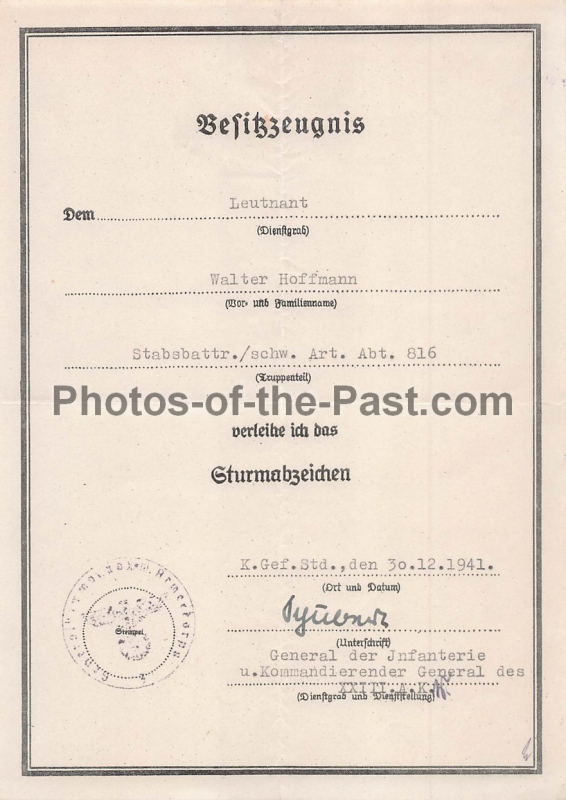 Besitzzeugnis
Dem Leutnant
(Dienstgrad)
Walter Hoffmann
(Vor- und Familienname)
Stabsbattr./schw. Art. Abt. 816
(Truppenteil)
Photos-of-the-Past.com
verleihe ich das
Sturmabzeichen
K.Gef.Std.,den 30.12.1941.
(Ort und Datum)
(Unterschrift)
Stempel
General der Jnfanterie
u.Kommandierender General des
XXIII.A.K.
(Dienstgrad und Dienststellung)